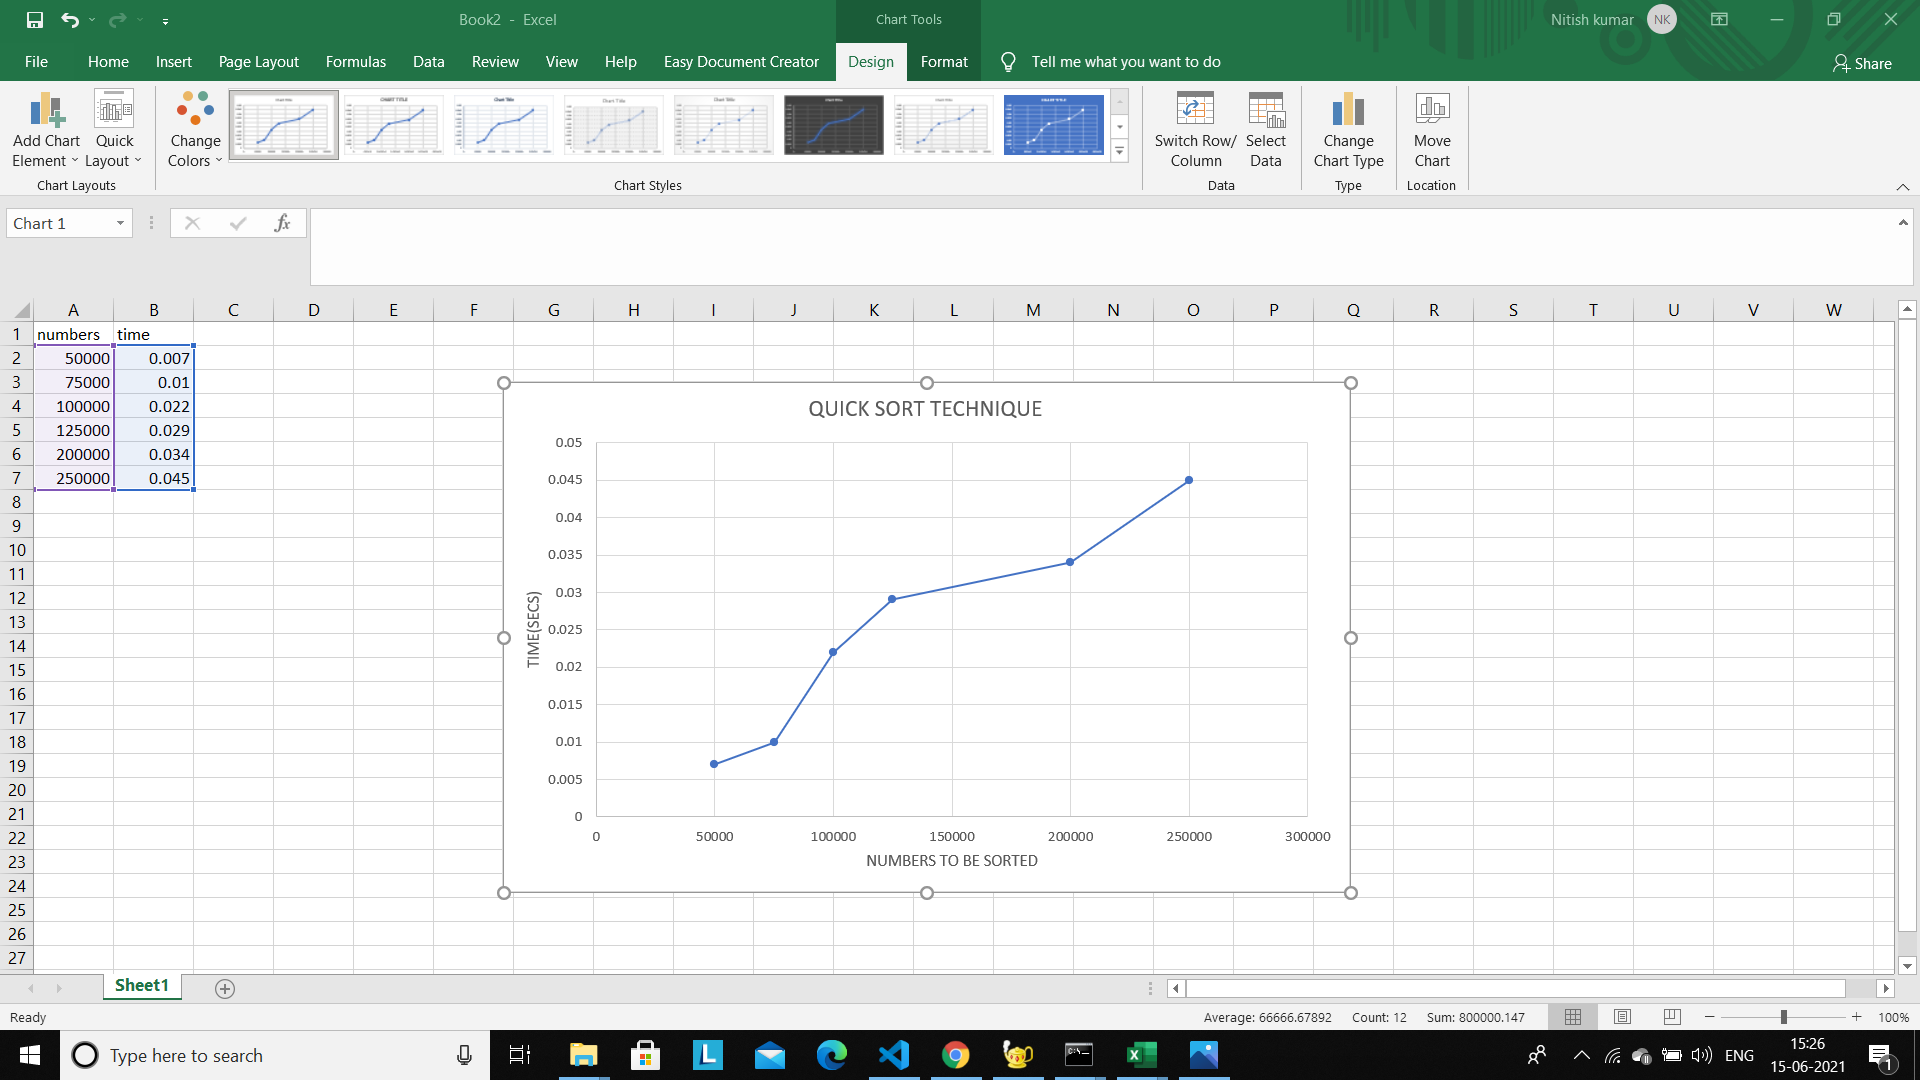 Book2 - Excel
Chart Tools
Nitish kumar
NK
File
Home
Insert
Page Layout
Formulas
Data
Review
View
Help
Easy Document Creator
Design
Format
Tell me what you want to do
Share
Add Chart
Element
Quick
Layout
Chart Layouts
Change
Colors
Chart Styles
Switch Row/
Column
Select
Data
Data
Change
Chart Type
Type
Move
Chart
Location
Chart 1
fx
A B C D E F G H I J K L M N O P Q R S T U V W
1 numbers time
2 50000 0.007
3 75000 0.01
4 100000 0.022
5 125000 0.029
6 200000 0.034
7 250000 0.045
8
9
10
11
12
13
14
15
16
17
18
19
20
21
22
23
24
25
26
27
QUICK SORT TECHNIQUE
0.05
0.045
0.04
0.035
0.03
0.025
0.02
0.015
0.01
0.005
0
TIME(SECS)
0 50000 100000 150000 200000 250000 300000
NUMBERS TO BE SORTED
Sheet1
Ready
Average: 66666.67892 Count: 12 Sum: 800000.147
100%
Type here to search
ENG
15:26
15-06-2021
1